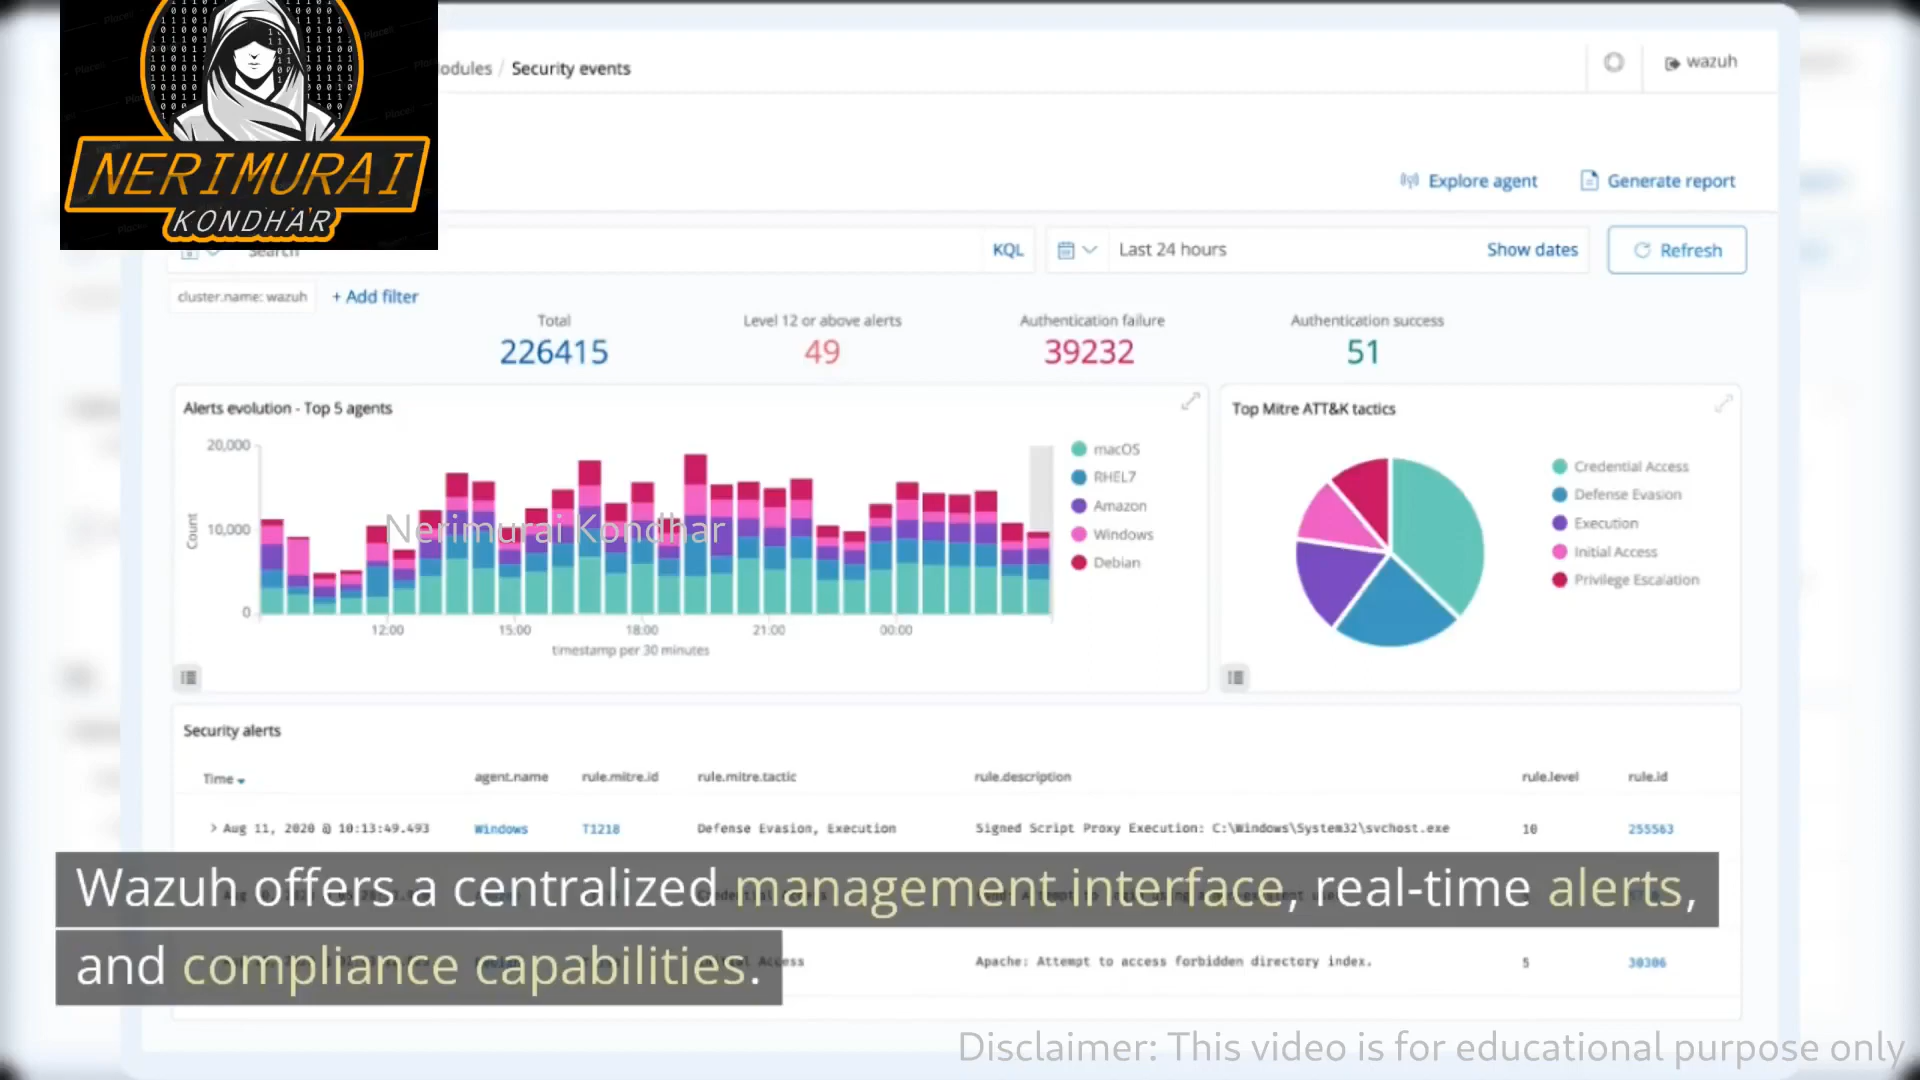 NERIMURAI
KONDHAR
odules / Security events
wazuh
Explore agent
Generate report
Search
KQL
Last 24 hours
Show dates
Refresh
cluster.name: wazuh
+ Add filter
Total
226415
Level 12 or above alerts
49
Authentication failure
39232
Authentication success
51
Alerts evolution - Top 5 agents
20,000
10,000
0
Count
12:00
15:00
18:00
21:00
00:00
timestamp per 30 minutes
macOS
RHEL7
Amazon
Windows
Debian
Nerimurai Kondhar
Top Mitre ATT&K tactics
Credential Access
Defense Evasion
Execution
Initial Access
Privilege Escalation
Security alerts
Time agent.name rule.mitre.id rule.mitre.tactic rule.description rule.level rule.id
> Aug 11, 2020 @ 10:13:49.493 Windows T1218 Defense Evasion, Execution Signed Script Proxy Execution: C:\Windows\System32\svchost.exe 10 255563
Wazuh offers a centralized management interface, real-time alerts,
and compliance capabilities.
Apache: Attempt to access forbidden directory index. 5 30306
Disclaimer: This video is for educational purpose only